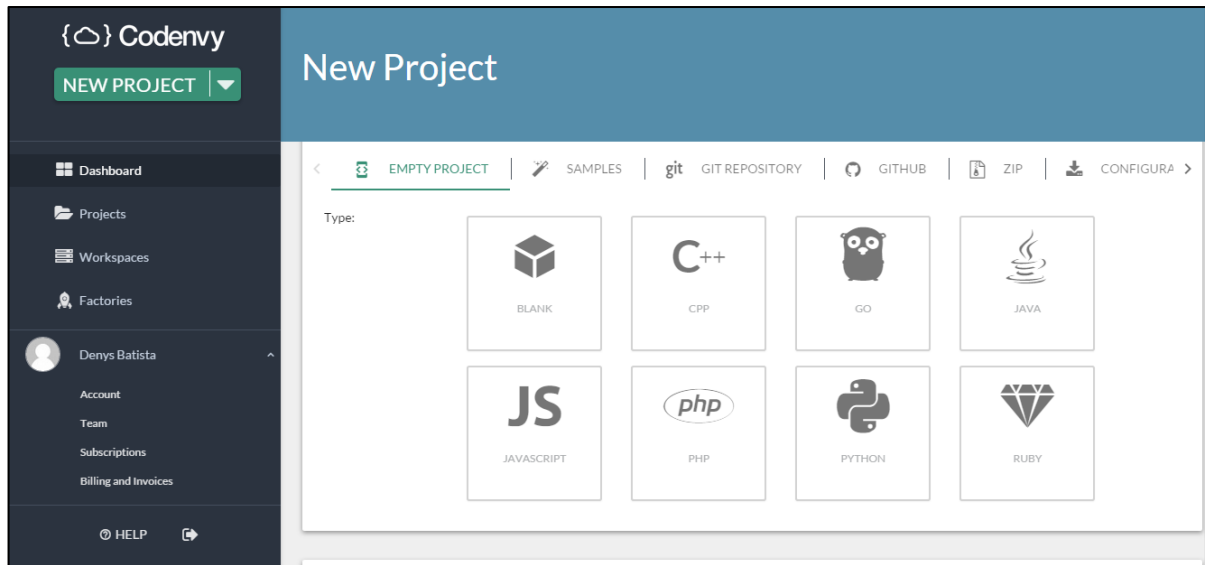 {} Codenvy
NEW PROJECT
Dashboard
Projects
Workspaces
Factories
Denys Batista
Account
Team
Subscriptions
Billing and Invoices
HELP
New Project
EMPTY PROJECT
SAMPLES
git GIT REPOSITORY
GITHUB
ZIP
CONFIGURA
Type:
BLANK
C++
CPP
GO
JAVA
JS
JAVASCRIPT
php
PHP
PYTHON
RUBY